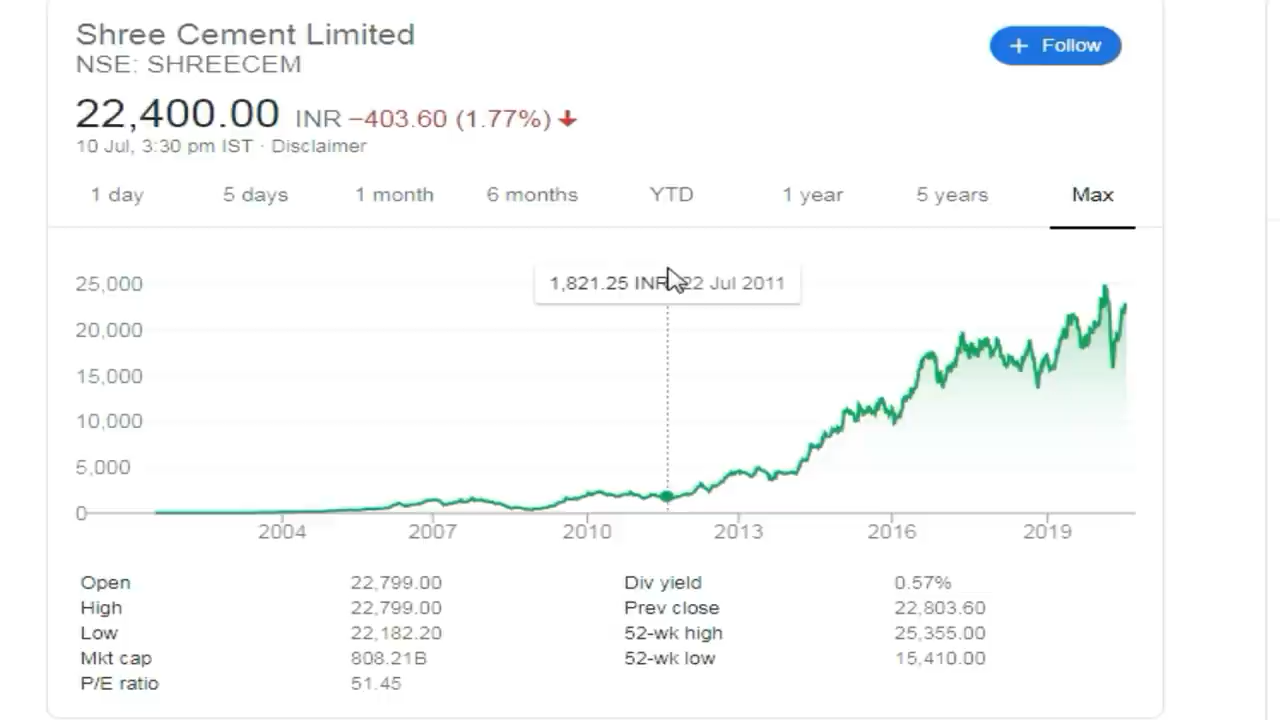 Shree Cement Limited
NSE: SHREECEM
+ Follow
22,400.00 INR −403.60 (1.77%)
10 Jul, 3:30 pm IST · Disclaimer
1 day 5 days 1 month 6 months YTD 1 year 5 years Max
1,821.25 INR 22 Jul 2011
25,000
20,000
15,000
10,000
5,000
0
2004 2007 2010 2013 2016 2019
Open 22,799.00 Div yield 0.57%
High 22,799.00 Prev close 22,803.60
Low 22,182.20 52-wk high 25,355.00
Mkt cap 808.21B 52-wk low 15,410.00
P/E ratio 51.45